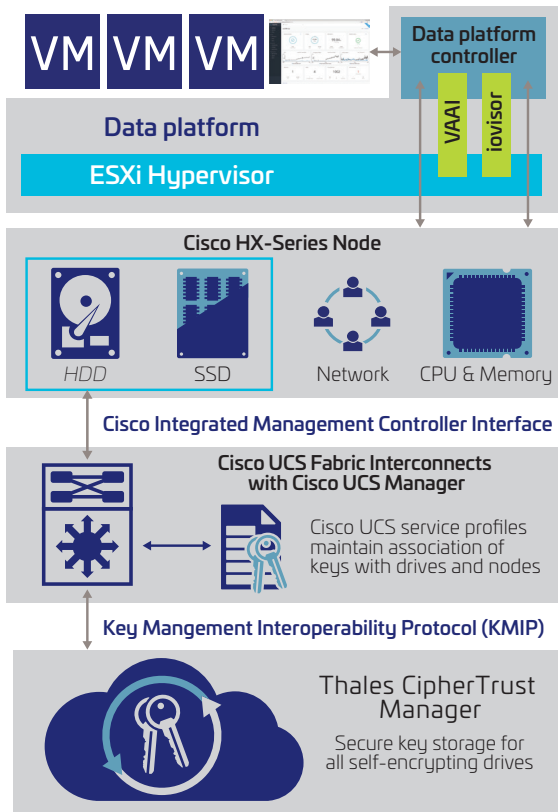 VM VM VM
Data platform
controller
VAAI
iovisor
Data platform
ESXi Hypervisor
Cisco HX-Series Node
HDD
SSD
Network
CPU & Memory
Cisco Integrated Management Controller Interface
Cisco UCS Fabric Interconnects
with Cisco UCS Manager
Cisco UCS service profiles
maintain association of
keys with drives and nodes
Key Mangement Interoperability Protocol (KMIP)
Thales CipherTrust
Manager
Secure key storage for
all self-encrypting drives